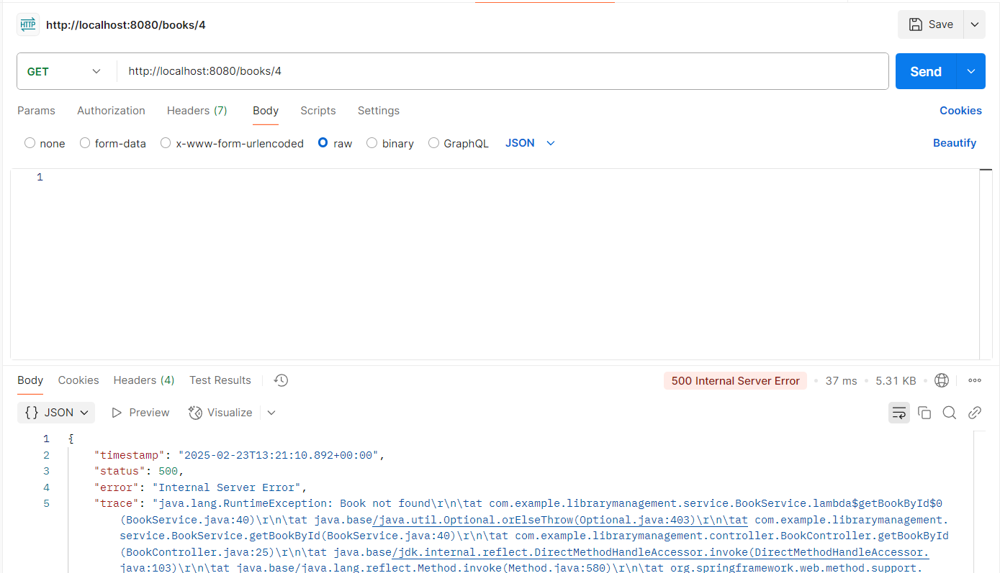 HTTP http://localhost:8080/books/4 Save
GET http://localhost:8080/books/4 Send
Params Authorization Headers (7) Body Scripts Settings Cookies
none form-data x-www-form-urlencoded raw binary GraphQL JSON Beautify
1
Body Cookies Headers (4) Test Results 500 Internal Server Error • 37 ms • 5.31 KB •
{} JSON Preview Visualize
1 {
2 "timestamp": "2025-02-23T13:21:10.892+00:00",
3 "status": 500,
4 "error": "Internal Server Error",
5 "trace": "java.lang.RuntimeException: Book not found\r\n\tat com.example.librarymanagement.service.BookService.lambda$getBookById$0
(BookService.java:40)\r\n\tat java.base/java.util.Optional.orElseThrow(Optional.java:403)\r\n\tat com.example.librarymanagement.
service.BookService.getBookById(BookService.java:40)\r\n\tat com.example.librarymanagement.controller.BookController.getBookById
(BookController.java:25)\r\n\tat java.base/jdk.internal.reflect.DirectMethodHandleAccessor.invoke(DirectMethodHandleAccessor.
java:103)\r\n\tat java.base/java.lang.reflect.Method.invoke(Method.java:580)\r\n\tat org.springframework.web.method.support.